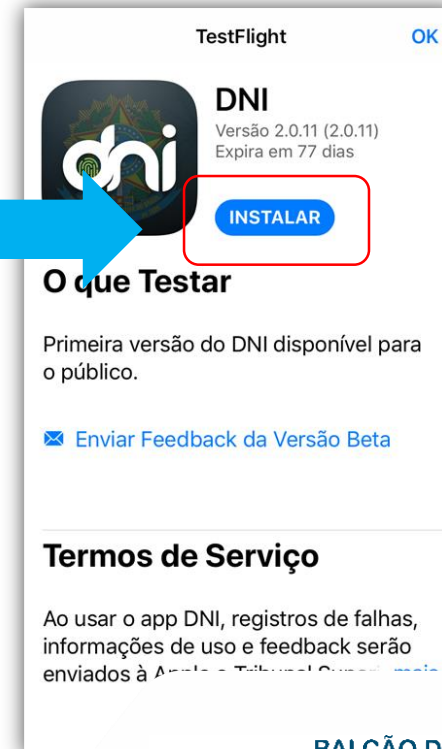 TestFlight
OK
dni
DNI
Versão 2.0.11 (2.0.11)
Expira em 77 dias
INSTALAR
O que Testar
Primeira versão do DNI disponível para
o público.
Enviar Feedback da Versão Beta
Termos de Serviço
Ao usar o app DNI, registros de falhas,
informações de uso e feedback serão
enviados à